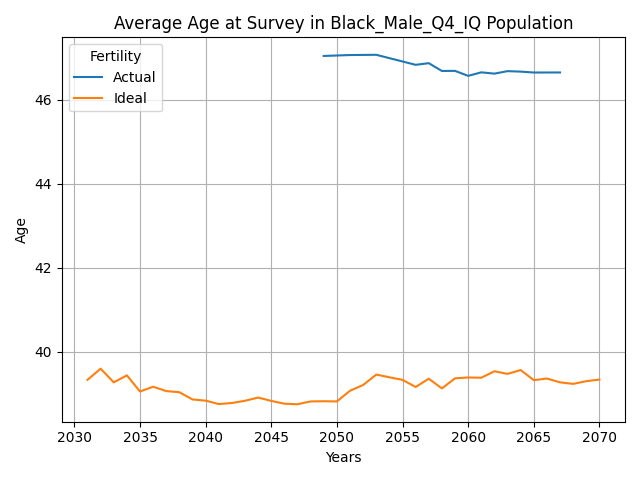 Average Age at Survey in Black_Male_Q4_IQ Population
Fertility
Actual
Ideal
46
44
42
40
Age
2030 2035 2040 2045 2050 2055 2060 2065 2070
Years